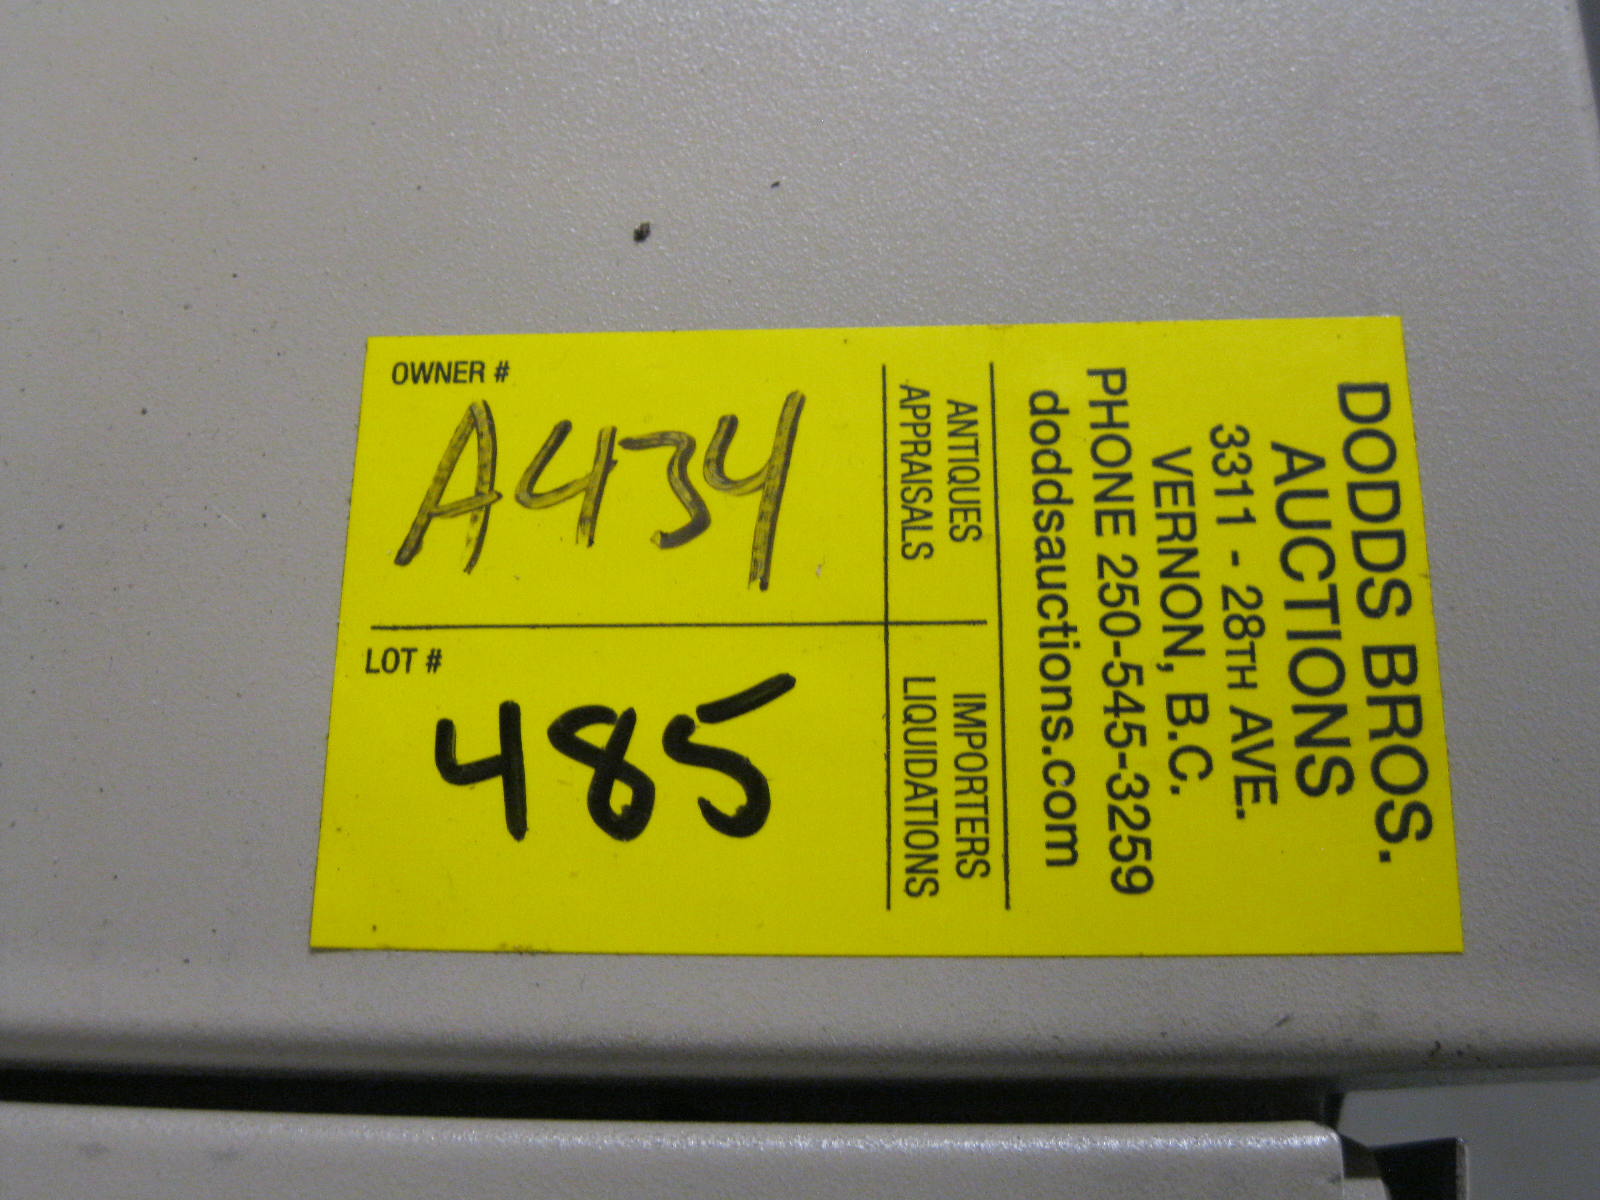 DODDS BROS.
AUCTIONS
3311 - 28TH AVE.
VERNON, B.C.
PHONE 250-545-3259
doddsauctions.com
ANTIQUES
APPRAISALS
IMPORTERS
LIQUIDATIONS
OWNER #
A434
LOT #
485